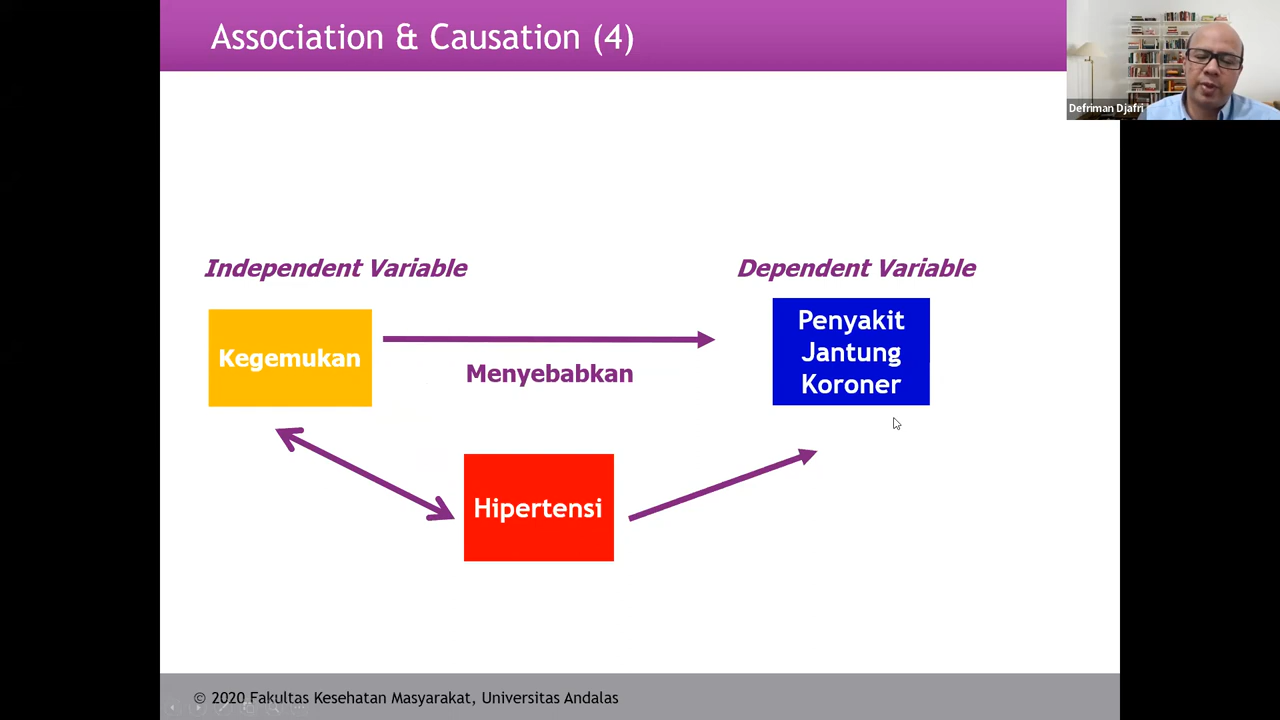 Association & Causation (4)
Defriman Djafri
Independent Variable
Dependent Variable
Kegemukan
Menyebabkan
Penyakit
Jantung
Koroner
Hipertensi
© 2020 Fakultas Kesehatan Masyarakat, Universitas Andalas